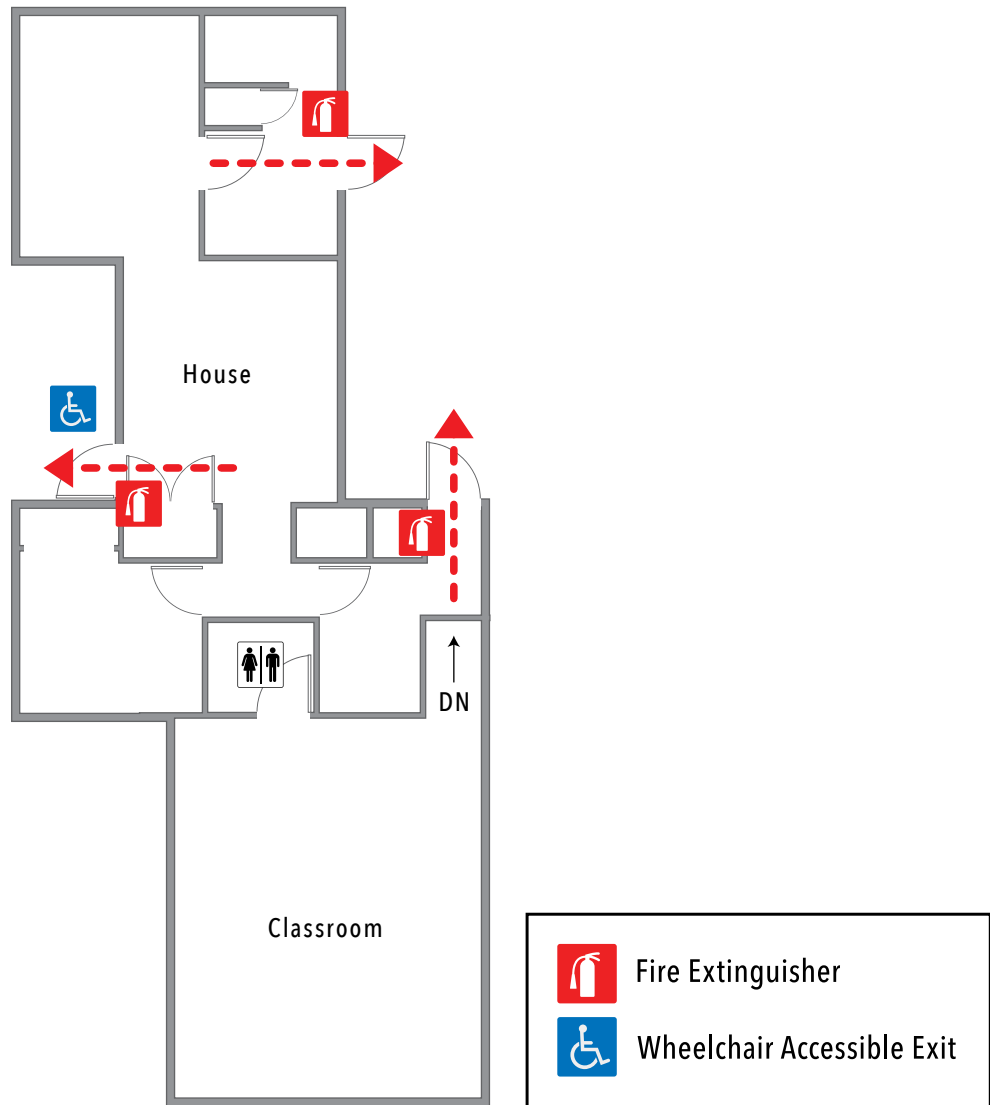 House
DN
Classroom
Fire Extinguisher
Wheelchair Accessible Exit